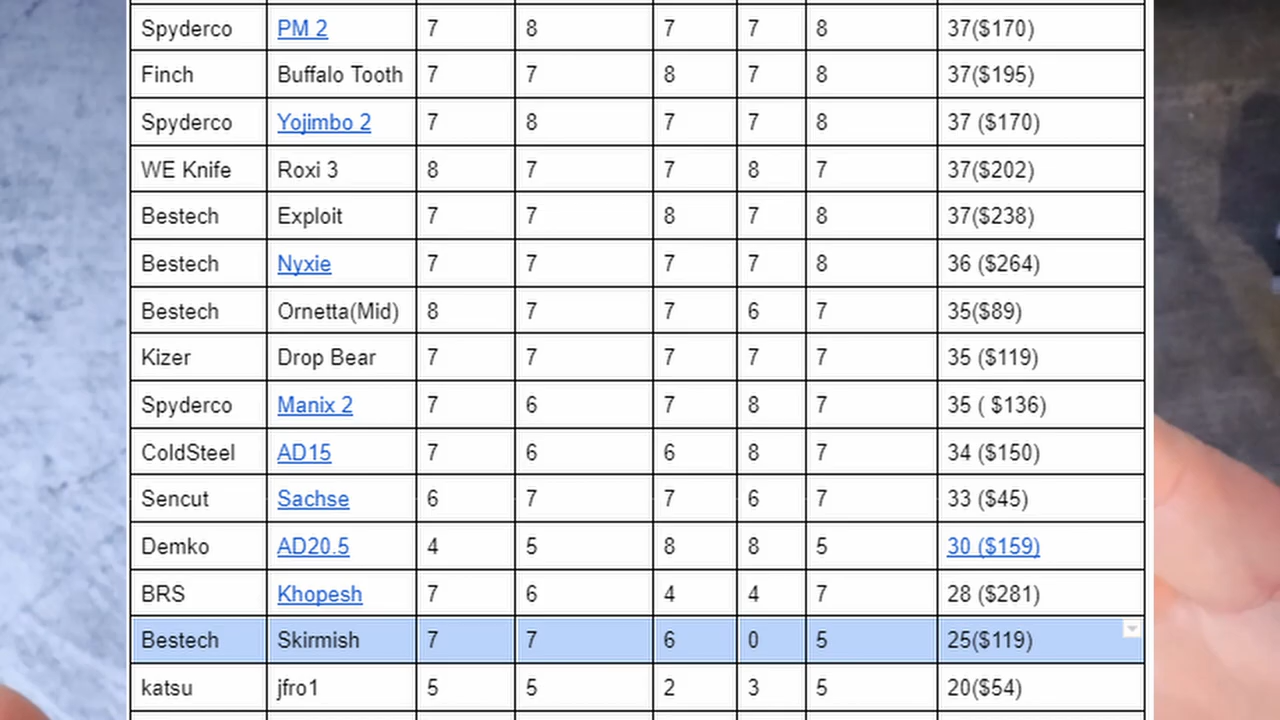 Spyderco PM 2 7 8 7 7 8 37($170)
Finch Buffalo Tooth 7 7 8 7 8 37($195)
Spyderco Yojimbo 2 7 8 7 7 8 37 ($170)
WE Knife Roxi 3 8 7 7 8 7 37($202)
Bestech Exploit 7 7 8 7 8 37($238)
Bestech Nyxie 7 7 7 7 8 36 ($264)
Bestech Ornetta(Mid) 8 7 7 6 7 35($89)
Kizer Drop Bear 7 7 7 7 7 35 ($119)
Spyderco Manix 2 7 6 7 8 7 35 ( $136)
ColdSteel AD15 7 6 6 8 7 34 ($150)
Sencut Sachse 6 7 7 6 7 33 ($45)
Demko AD20.5 4 5 8 8 5 30 ($159)
BRS Khopesh 7 6 4 4 7 28 ($281)
Bestech Skirmish 7 7 6 0 5 25($119)
katsu jfro1 5 5 2 3 5 20($54)